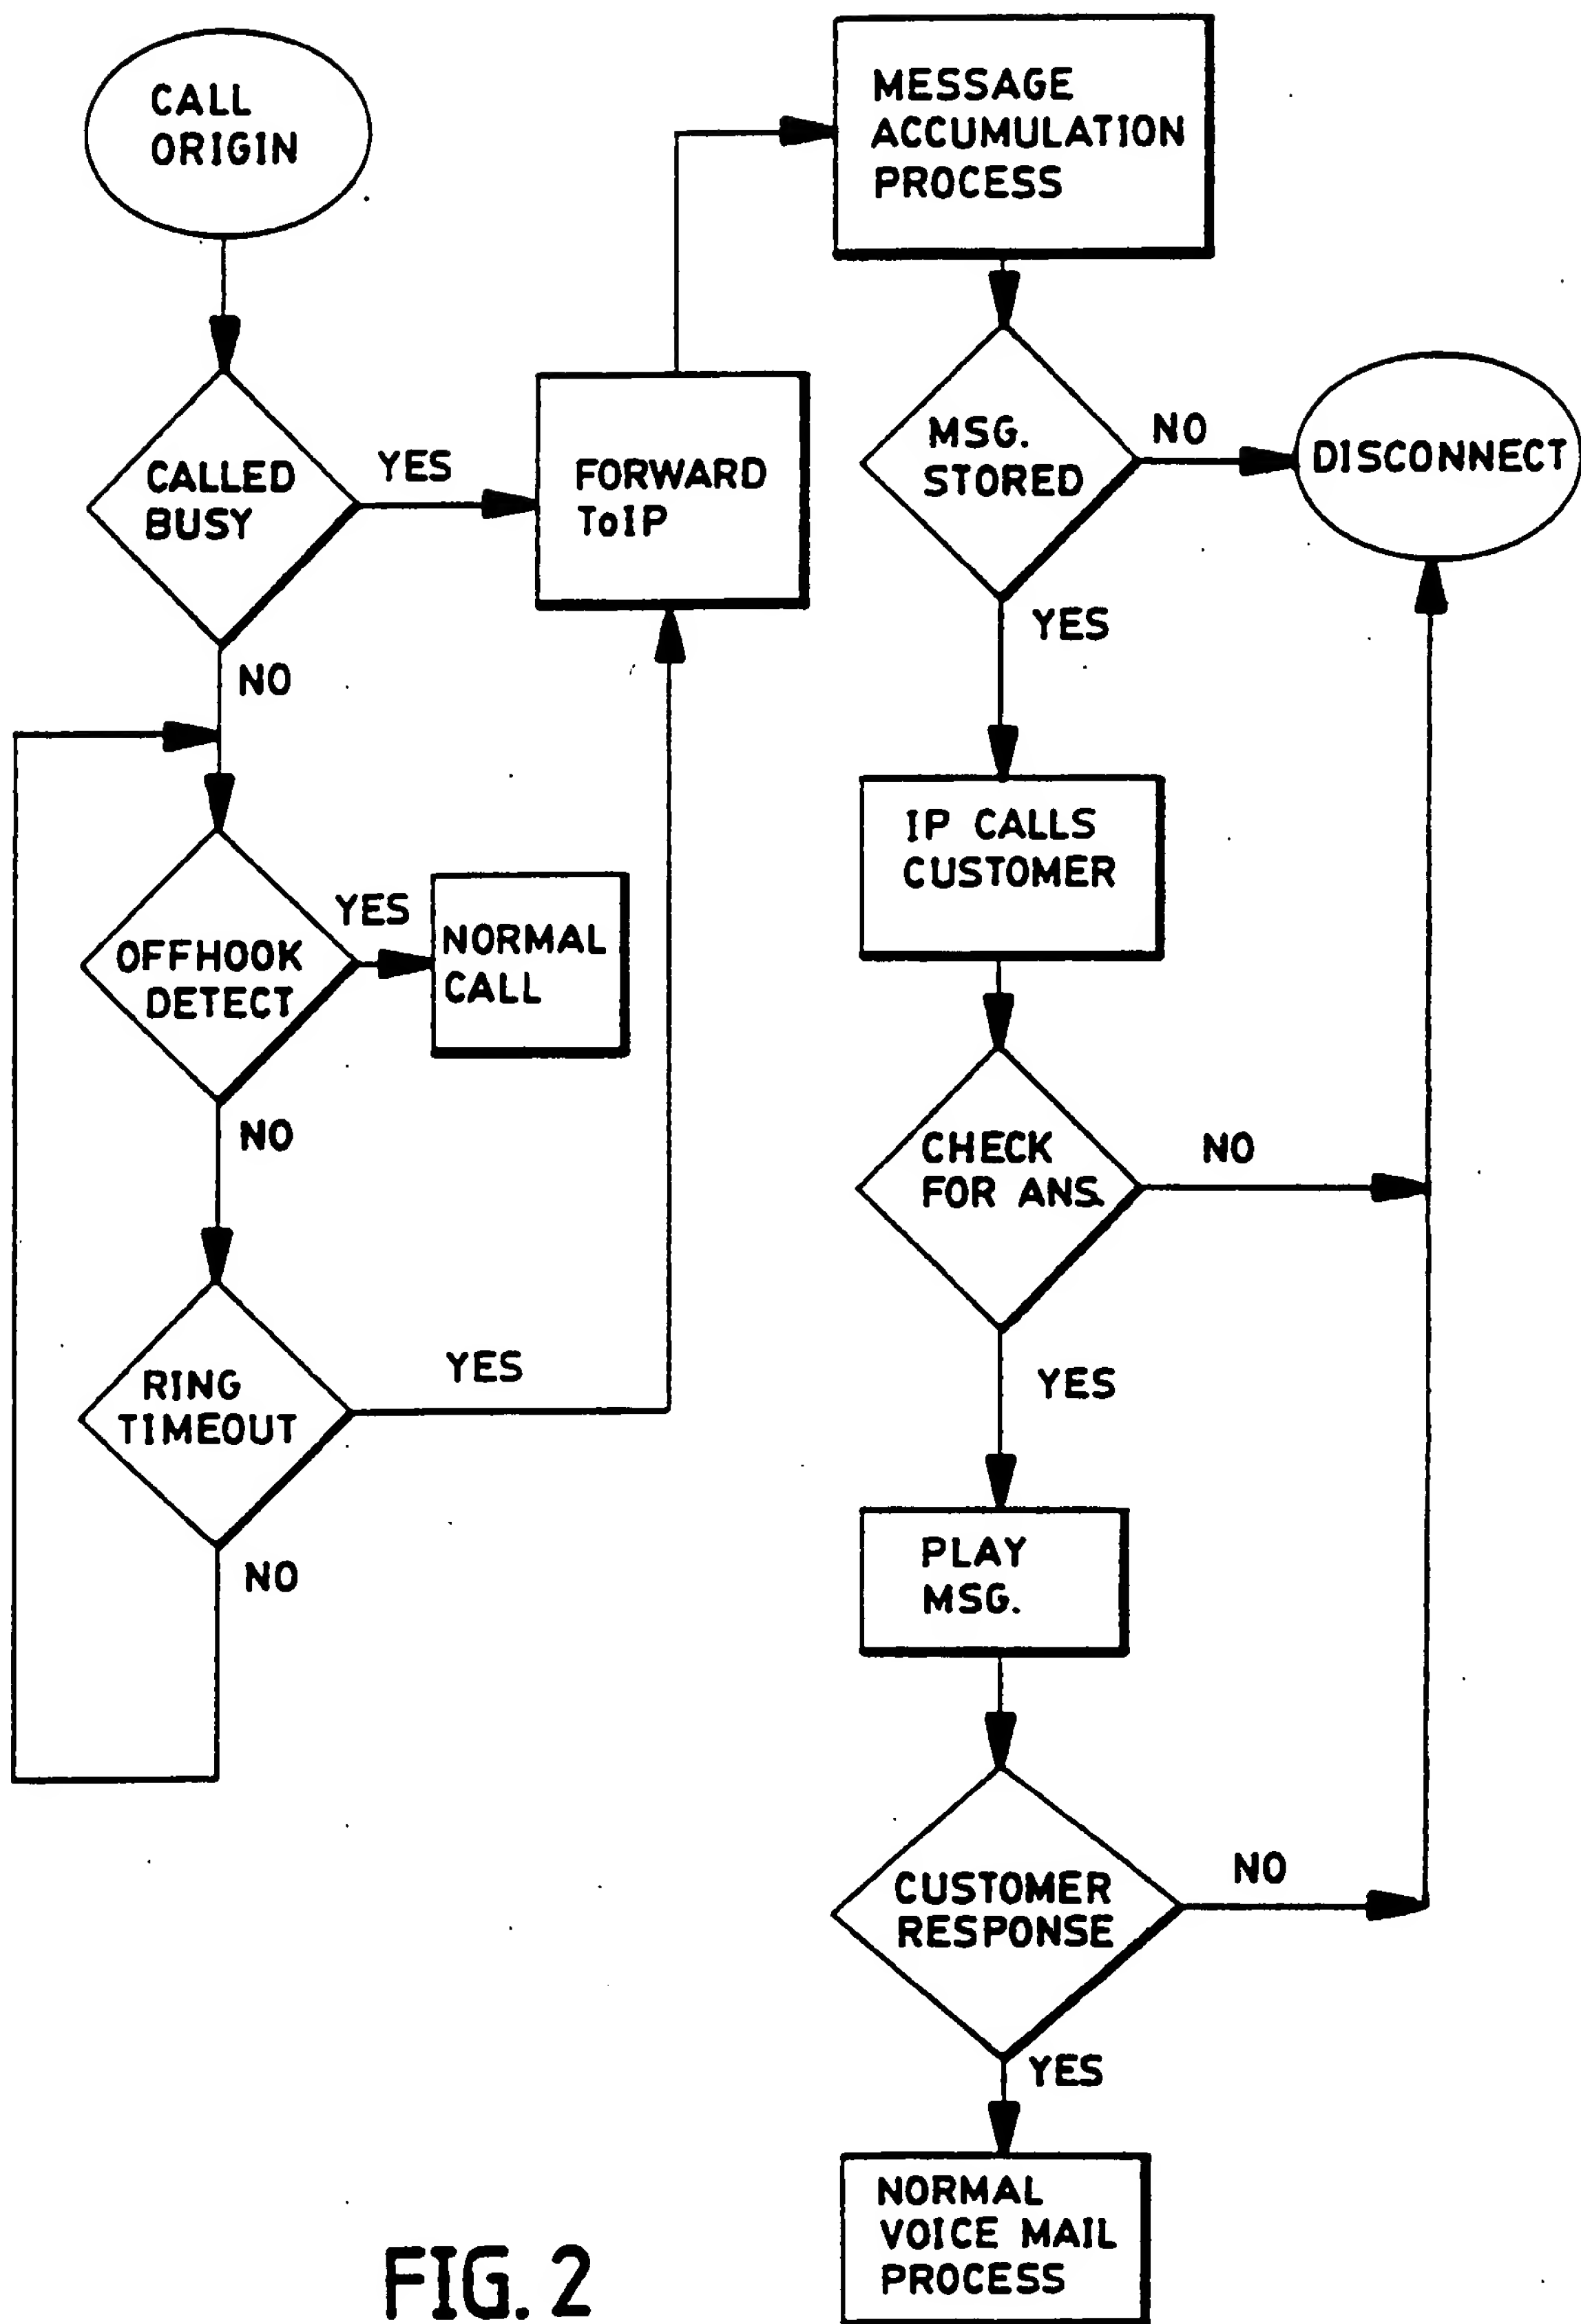 CALL
ORIGIN
CALLED
BUSY
YES
NO
FORWARD
ToIP
OFFHOOK
DETECT
YES
NO
NORMAL
CALL
RING
TIMEOUT
YES
NO
MESSAGE
ACCUMULATION
PROCESS
MSG.
STORED
NO
YES
DISCONNECT
IP CALLS
CUSTOMER
CHECK
FOR ANS.
NO
YES
PLAY
MSG.
CUSTOMER
RESPONSE
NO
YES
NORMAL
VOICE MAIL
PROCESS
FIG. 2